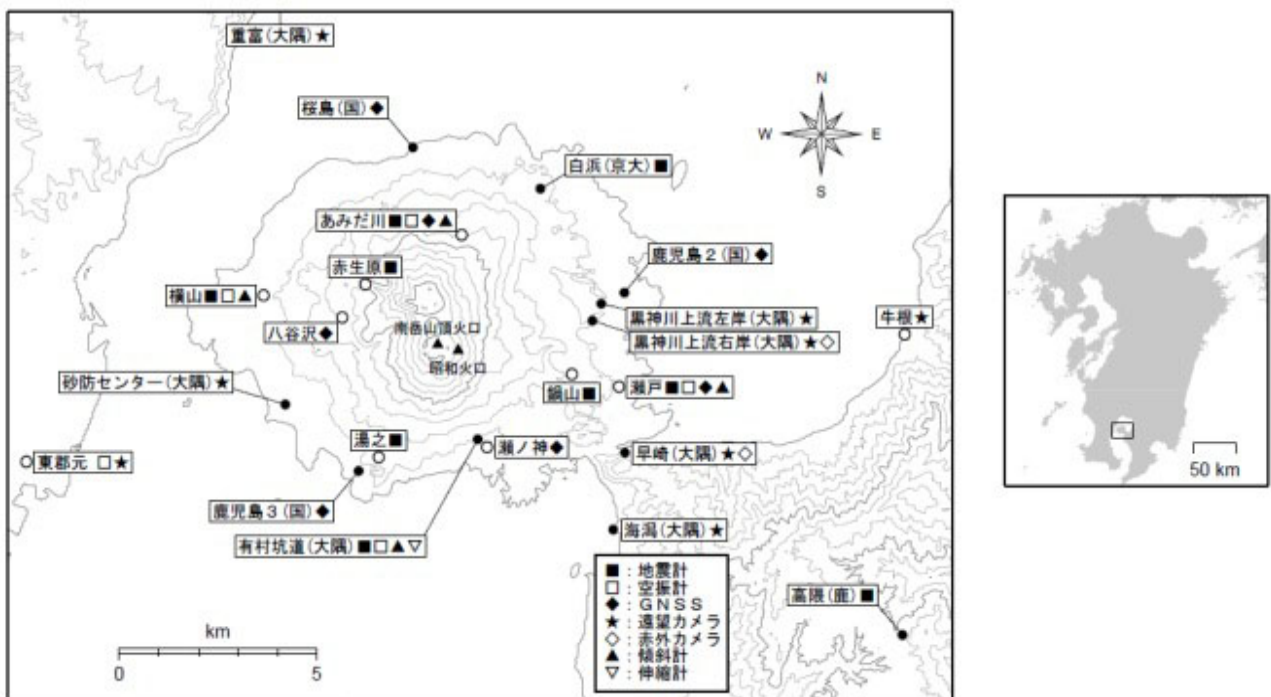 重富(大隅)★
桜島(国)◆
N
W E
S
白浜(京大)■
あみだ川■□◆▲
鹿児島2(国)◆
赤生原■
横山■□▲
黒神川上流左岸(大隅)★
牛根★
八谷沢◆
南岳山頂火口
黒神川上流右岸(大隅)★◇
昭和火口
砂防センター(大隅)★
鍋山■
瀬戸■□◆▲
湯之■
瀬ノ神◆
早崎(大隅)★◇
東郡元 □★
鹿児島3(国)◆
有村坑道(大隅)■□▲▽
海潟(大隅)★
■:地震計
□:空振計
◆:GNSS
★:遠望カメラ
◇:赤外カメラ
▲:傾斜計
▽:伸縮計
高隈(鹿)■
km
0 5
50 km